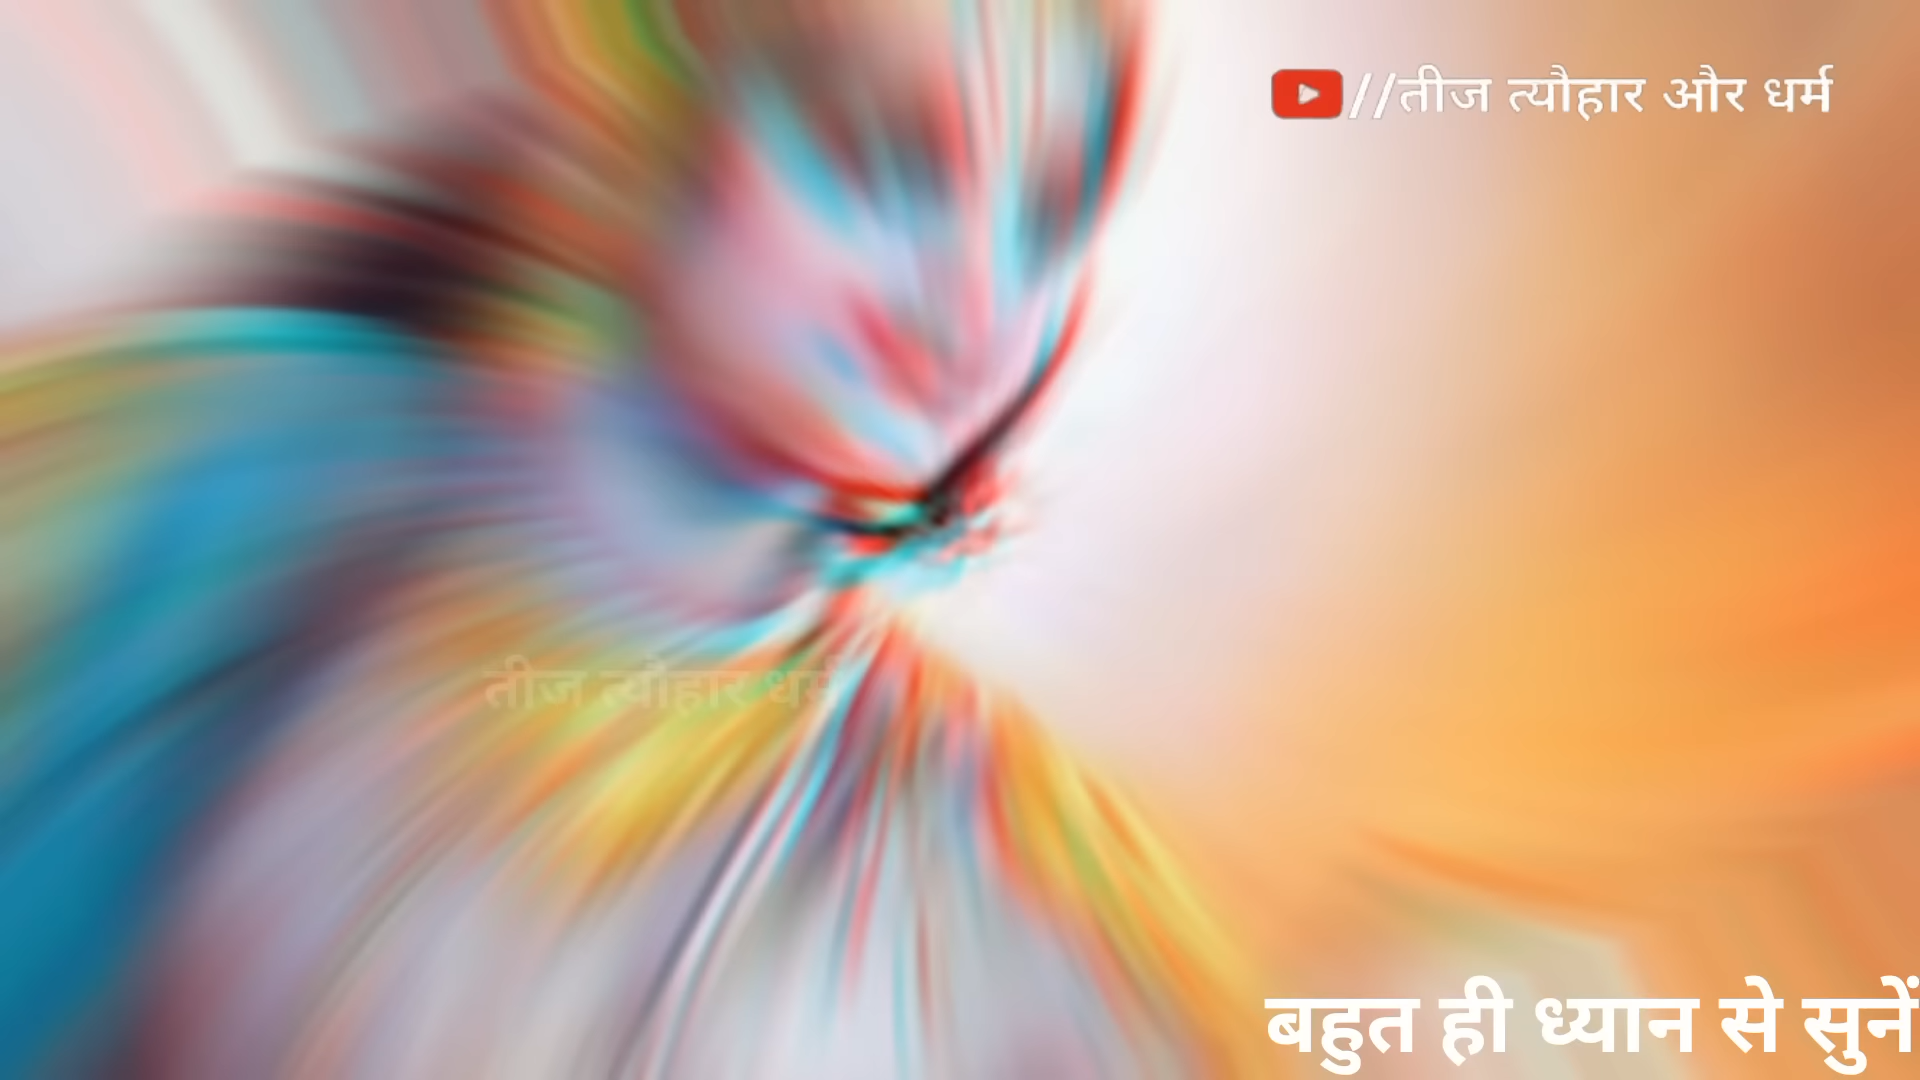 //तीज त्यौहार और धर्म
तीज त्यौहार धर्म
बहुत ही ध्यान से सुनें